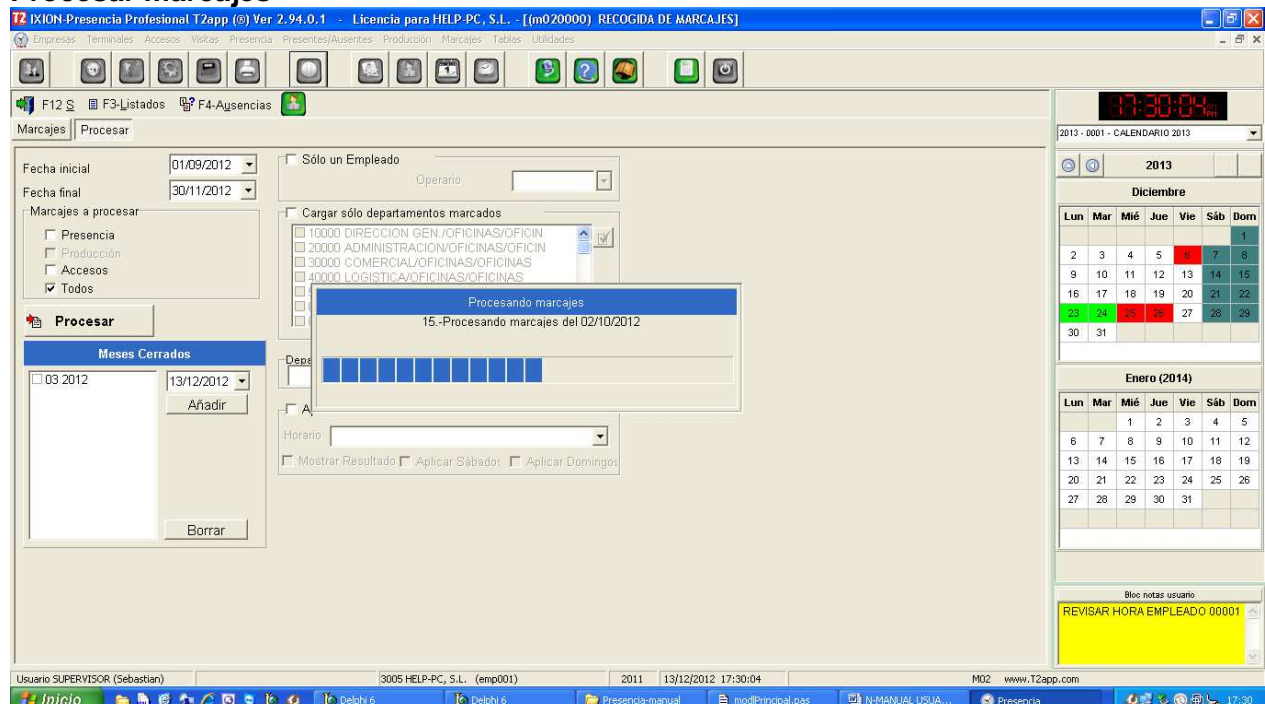 Procesar marcajes
IXION-Presencia Profesional T2app (®) Ver 2.94.0.1 - Licencia para HELP-PC, S.L. - [(m020000) RECOGIDA DE MARCAJES]
Empresas Terminales Accesos Visitas Presencia Presentes/Ausentes Producción Marcajes Tablas Utilidades
F12 S F3-Listados F4-Ausencias
Marcajes Procesar
17:30:04 PM
2013 - 0001 - CALENDARIO 2013
Fecha inicial 01/09/2012
Fecha final 30/11/2012
Marcajes a procesar
Presencia
Producción
Accesos
Todos
Procesar
Meses Cerrados
03 2012 13/12/2012
Añadir
Borrar
Sólo un Empleado
Operario
Cargar sólo departamentos marcados
10000 DIRECCION GEN./OFICINAS/OFICIN
20000 ADMINISTRACION/OFICINAS/OFICIN
30000 COMERCIAL/OFICINAS/OFICINAS
40000 LOGISTICA/OFICINAS/OFICINAS
Procesando marcajes
15.-Procesando marcajes del 02/10/2012
Depa
A
Horario
Mostrar Resultado Aplicar Sábados Aplicar Domingos
2013
Diciembre
Lun Mar Mié Jue Vie Sáb Dom
1
2 3 4 5 6 7 8
9 10 11 12 13 14 15
16 17 18 19 20 21 22
23 24 25 26 27 28 29
30 31
Enero (2014)
Lun Mar Mié Jue Vie Sáb Dom
1 2 3 4 5
6 7 8 9 10 11 12
13 14 15 16 17 18 19
20 21 22 23 24 25 26
27 28 29 30 31
Bloc notas usuario
REVISAR HORA EMPLEADO 00001
Usuario SUPERVISOR (Sebastian) 3005 HELP-PC, S.L. (emp001) 2011 13/12/2012 17:30:04 M02 www.T2app.com
Inicio Delphi 6 Delphi 6 Presencia-manual modlPrincipal.pas N-MANUAL USUA... Presencia 17:30